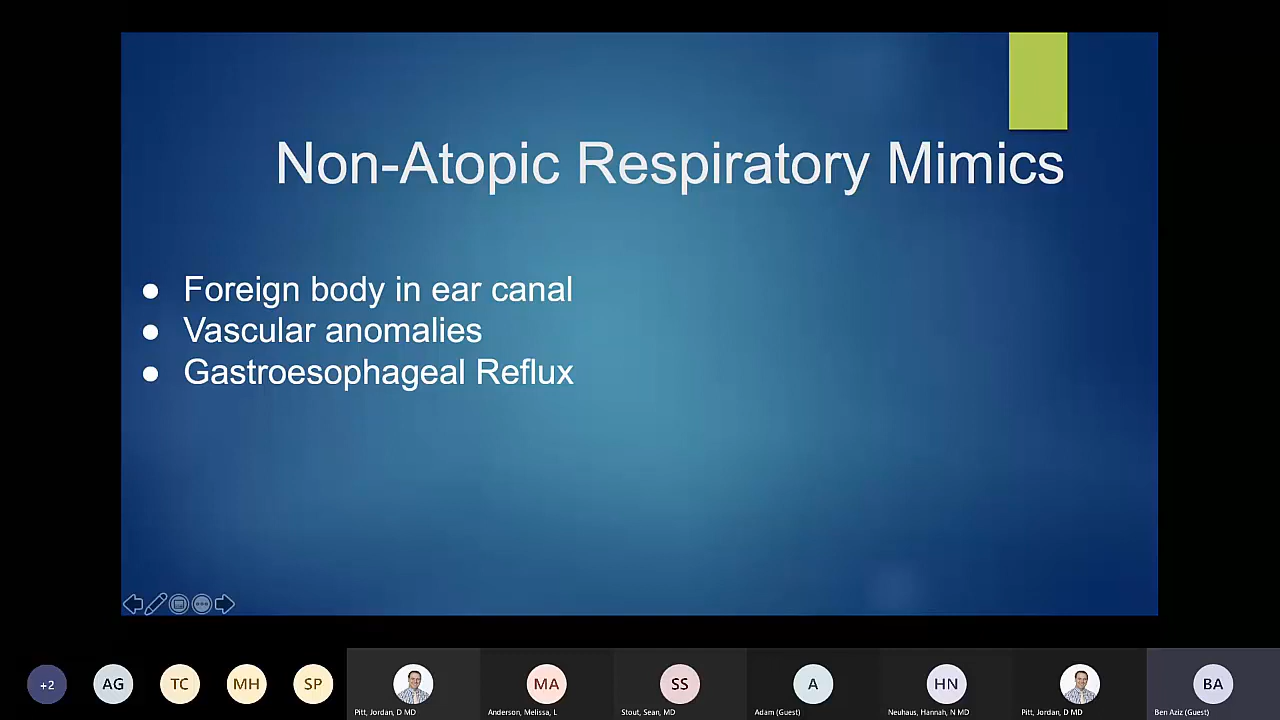 Non-Atopic Respiratory Mimics
● Foreign body in ear canal
● Vascular anomalies
● Gastroesophageal Reflux
+2
AG
TC
MH
SP
MA
SS
A
HN
BA
Pitt, Jordan, D MD
Anderson, Melissa, L
Stout, Sean, MD
Adam (Guest)
Neuhaus, Hannah, N MD
Pitt, Jordan, D MD
Ben Aziz (Guest)